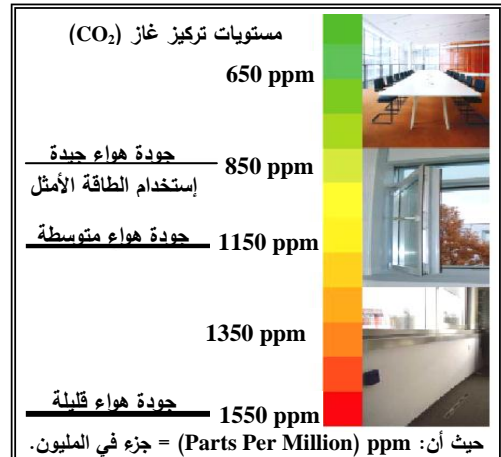 مستويات تركيز غاز (CO₂)
650 ppm
جودة هواء جيدة
850 ppm
إستخدام الطاقة الأمثل
جودة هواء متوسطة
1150 ppm
1350 ppm
جودة هواء قليلة
1550 ppm
حيث أن: Parts Per Million) ppm) = جزء في المليون.